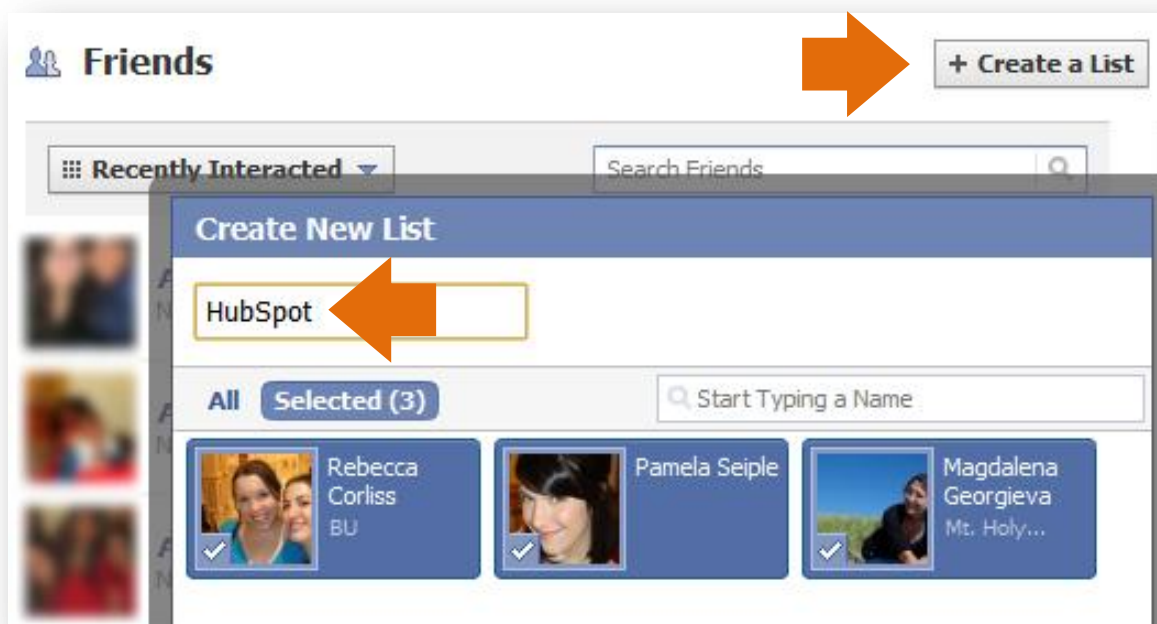 Friends
+ Create a List
Recently Interacted
Search Friends
Create New List
HubSpot
All Selected (3)
Start Typing a Name
Rebecca
Corliss
BU
Pamela Seiple
Magdalena
Georgieva
Mt. Holy...